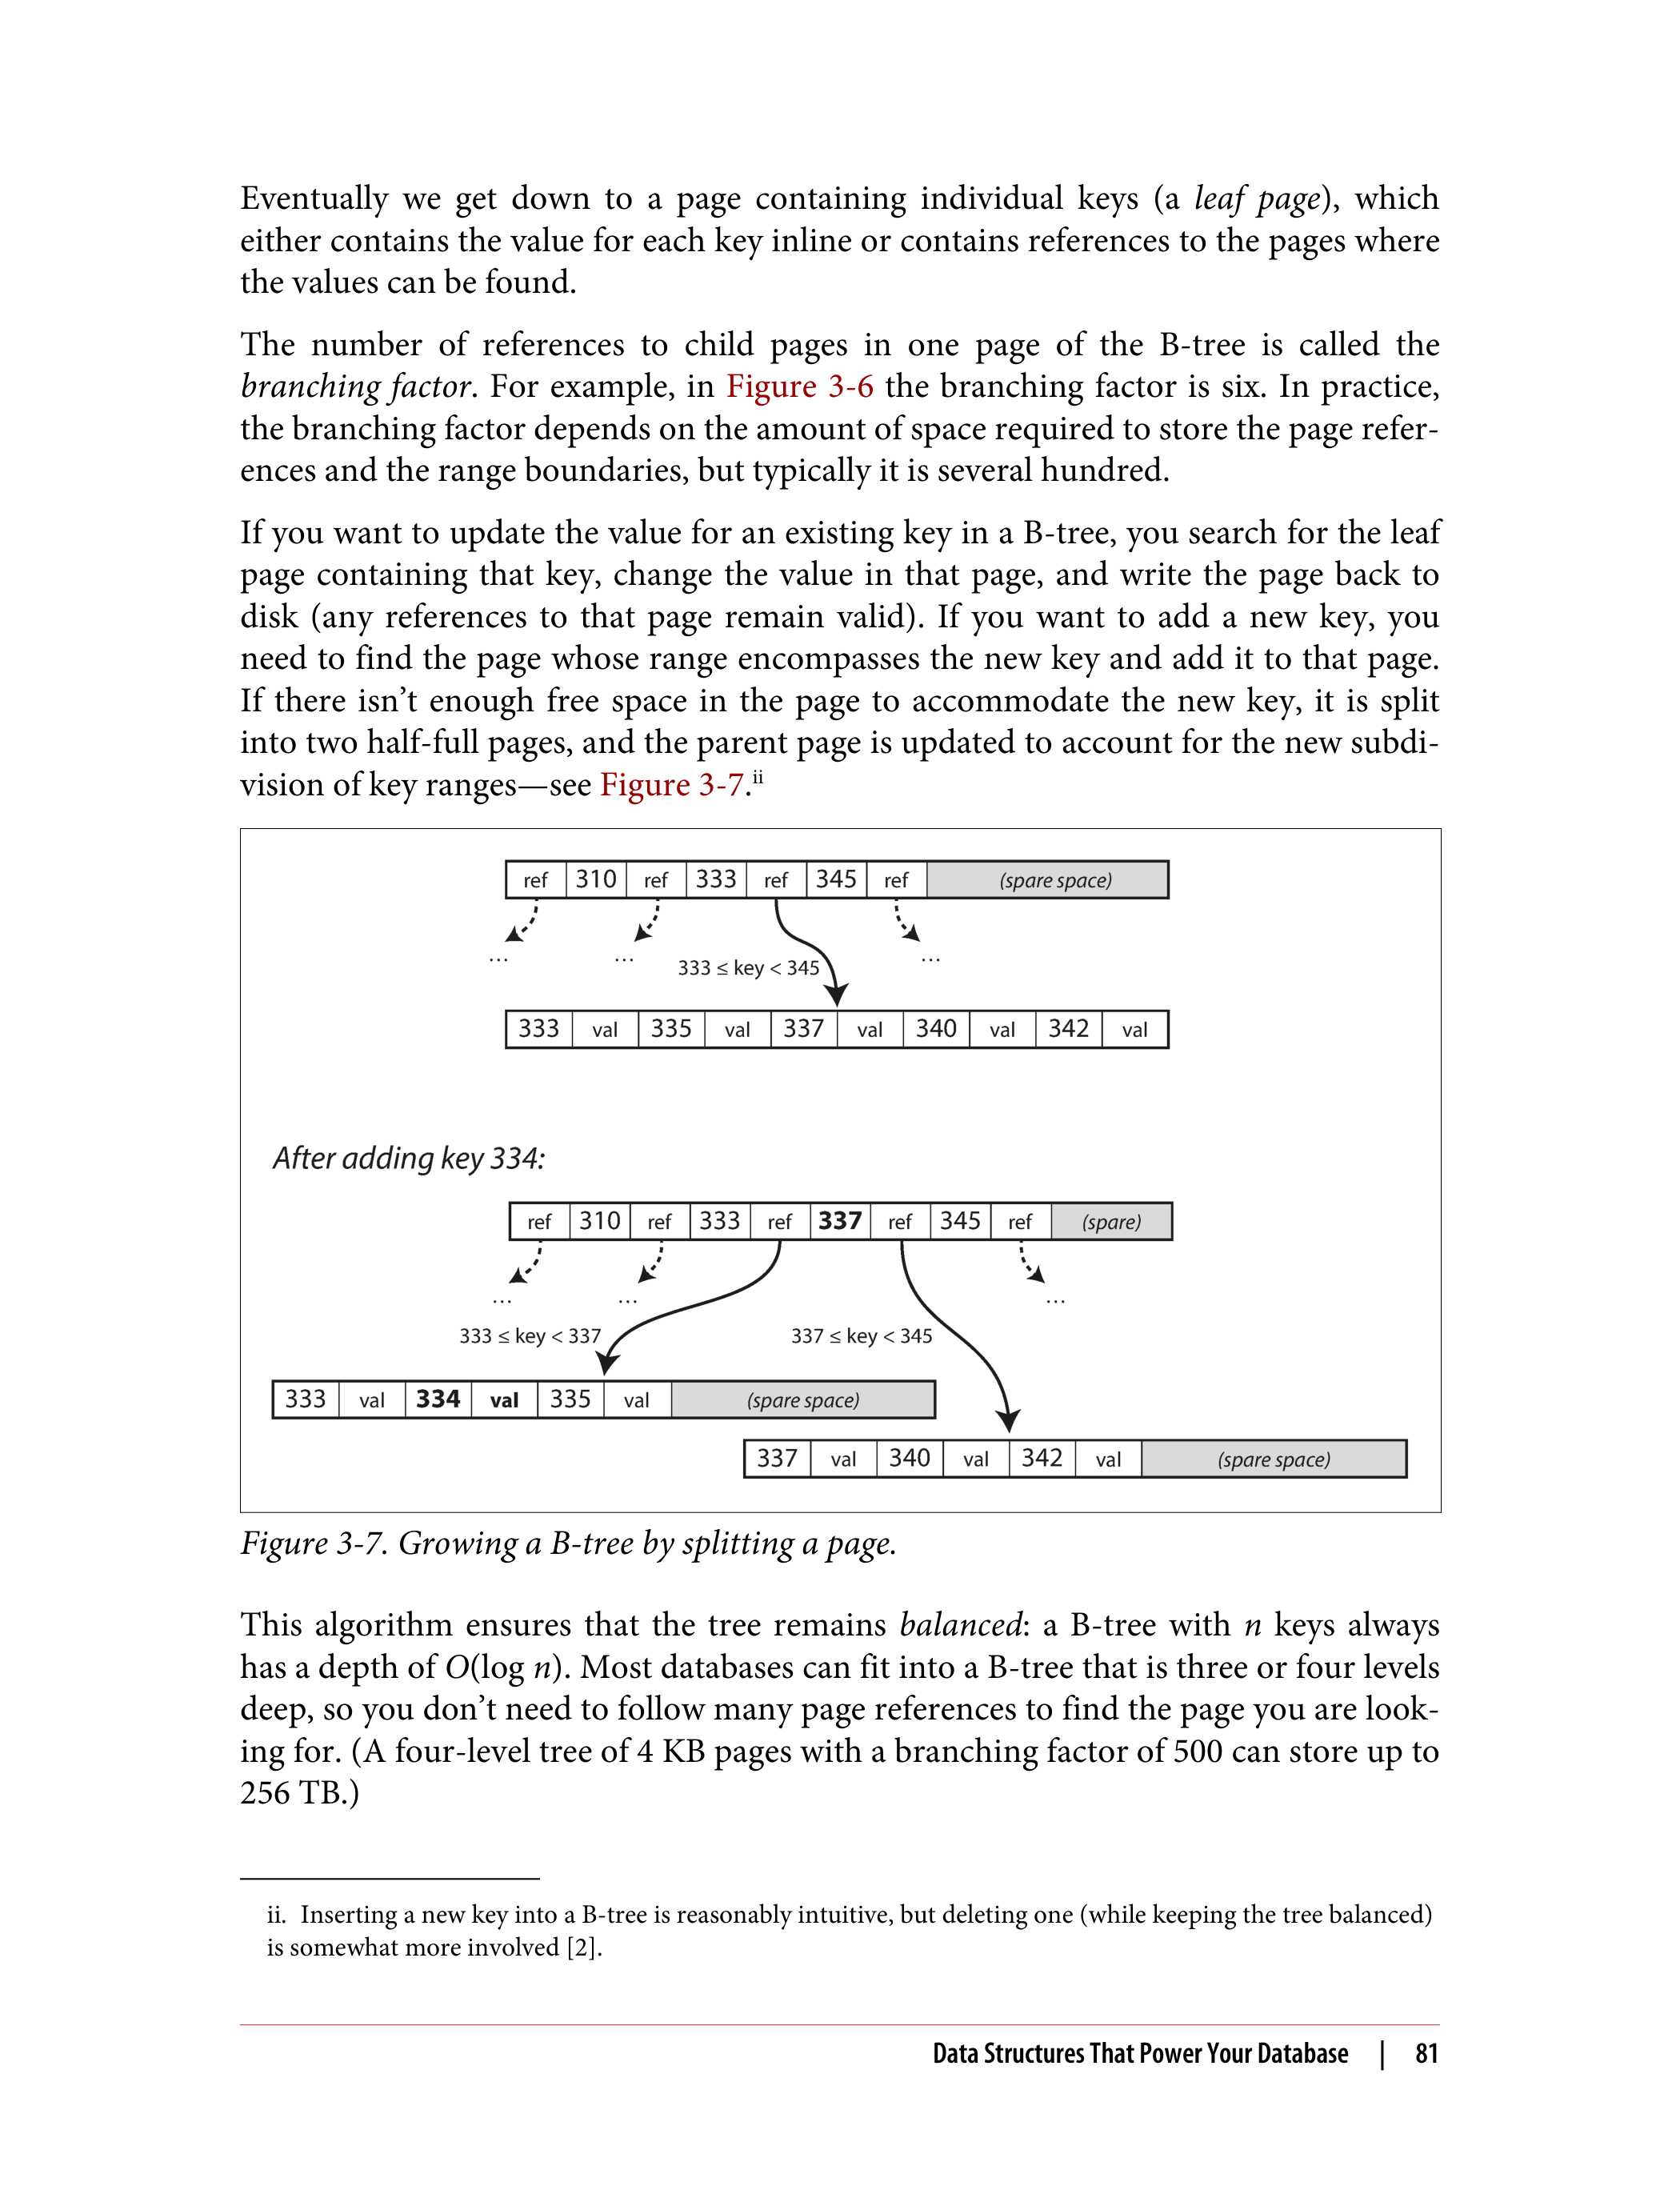 Eventually we get down to a page containing individual keys (a leaf page), which
either contains the value for each key inline or contains references to the pages where
the values can be found.
The number of references to child pages in one page of the B-tree is called the
branching factor. For example, in Figure 3-6 the branching factor is six. In practice,
the branching factor depends on the amount of space required to store the page refer-
ences and the range boundaries, but typically it is several hundred.
If you want to update the value for an existing key in a B-tree, you search for the leaf
page containing that key, change the value in that page, and write the page back to
disk (any references to that page remain valid). If you want to add a new key, you
need to find the page whose range encompasses the new key and add it to that page.
If there isn’t enough free space in the page to accommodate the new key, it is split
into two half-full pages, and the parent page is updated to account for the new subdi-
vision of key ranges—see Figure 3-7.ii
ref 310 ref 333 ref 345 ref (spare space)
... ... ...
333 ≤ key < 345
333 val 335 val 337 val 340 val 342 val
After adding key 334:
ref 310 ref 333 ref 337 ref 345 ref (spare)
... ... ...
333 ≤ key < 337 337 ≤ key < 345
333 val 334 val 335 val (spare space)
337 val 340 val 342 val (spare space)
Figure 3-7. Growing a B-tree by splitting a page.
This algorithm ensures that the tree remains balanced: a B-tree with n keys always
has a depth of O(log n). Most databases can fit into a B-tree that is three or four levels
deep, so you don’t need to follow many page references to find the page you are look-
ing for. (A four-level tree of 4 KB pages with a branching factor of 500 can store up to
256 TB.)
ii. Inserting a new key into a B-tree is reasonably intuitive, but deleting one (while keeping the tree balanced)
is somewhat more involved [2].
Data Structures That Power Your Database | 81